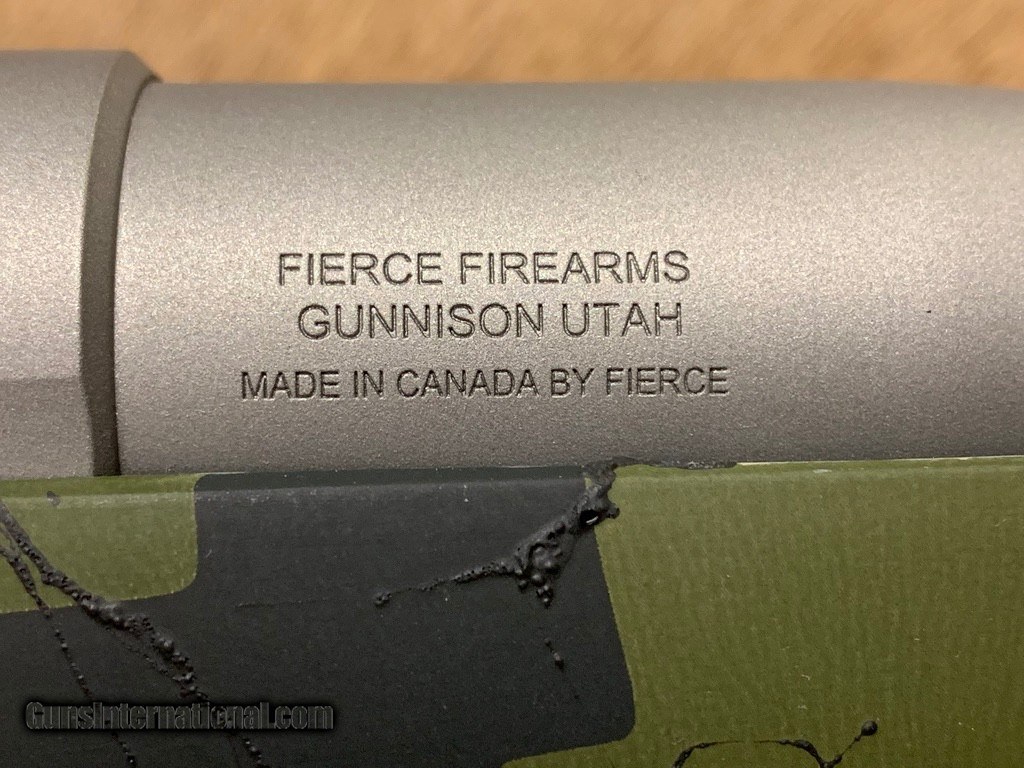 FIERCE FIREARMS
GUNNISON UTAH
MADE IN CANADA BY FIERCE
GunsInternational.com